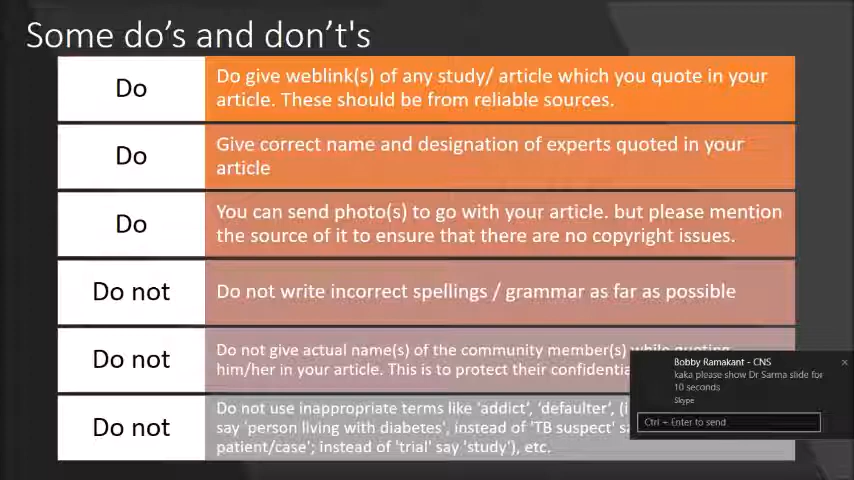 Some do's and don't's
Do
Do give weblink(s) of any study/ article which you quote in your
article. These should be from reliable sources.
Do
Give correct name and designation of experts quoted in your
article
Do
You can send photo(s) to go with your article. but please mention
the source of it to ensure that there are no copyright issues.
Do not
Do not write incorrect spellings / grammar as far as possible
Do not
Do not give actual name(s) of the community member(s) while quoting
him/her in your article. This is to protect their
Do not
Do not use inappropriate terms like 'addict', 'defaulter',
say 'person living with diabetes', instead of 'TB suspect'
patient/case'; instead of 'trial' say 'study'), etc.
Bobby Ramakant - CNS
kaka please show Dr Sarma slide for
10 seconds
Skype
Ctrl + Enter to send